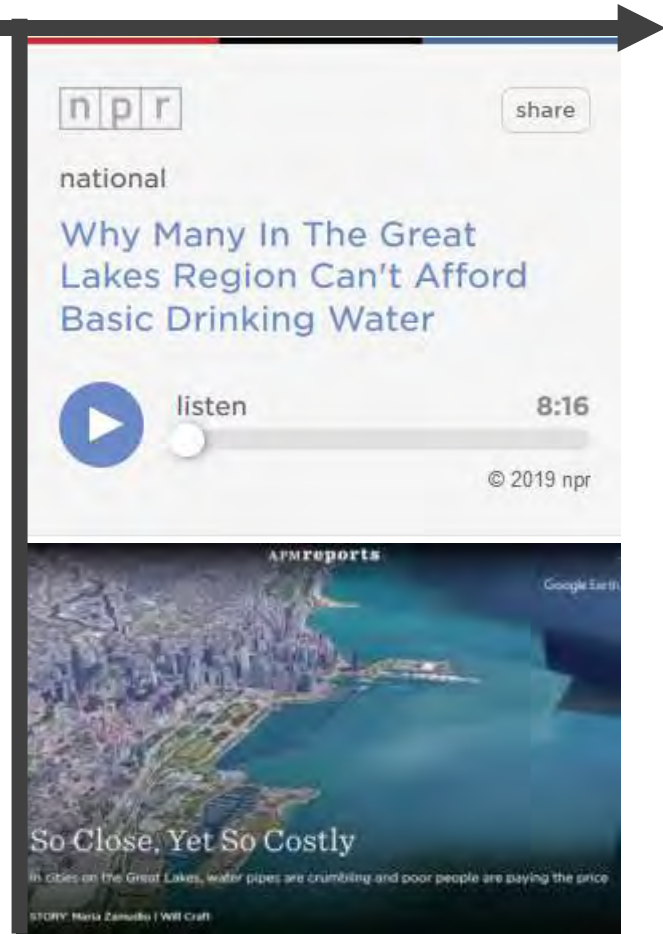 npr
share
national
Why Many In The Great
Lakes Region Can't Afford
Basic Drinking Water
listen
8:16
© 2019 npr
APMreports
Google Earth
So Close, Yet So Costly
In cities on the Great Lakes, water pipes are crumbling and poor people are paying the price
STORY: Maria Zamudio | Will Craft